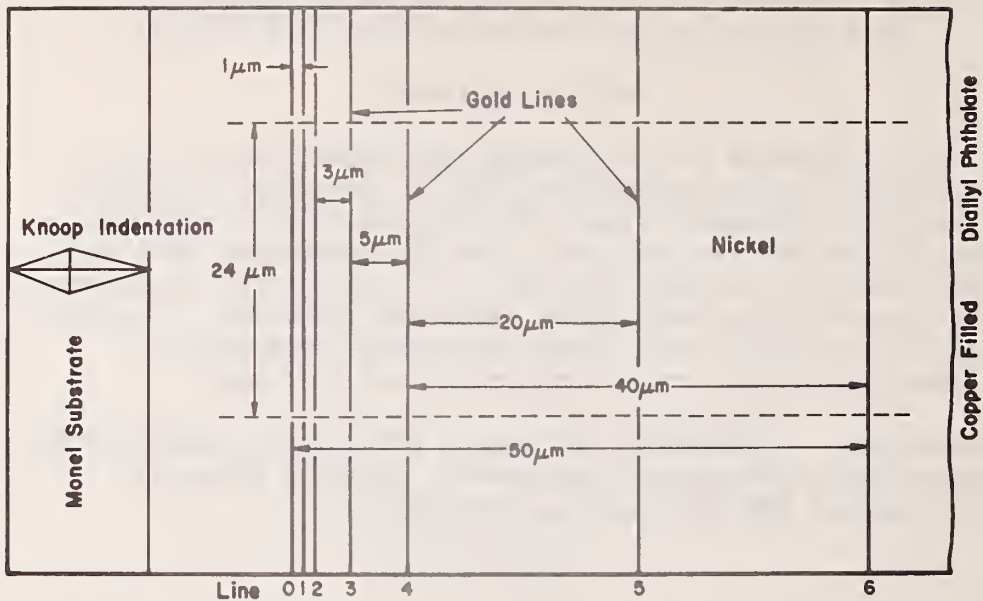 1μm
Gold Lines
3μm
Knoop Indentation
5μm
Nickel
24 μm
20μm
40μm
50μm
Monel Substrate
Copper Filled Diallyl Phthalate
Line 0 1 2 3 4 5 6